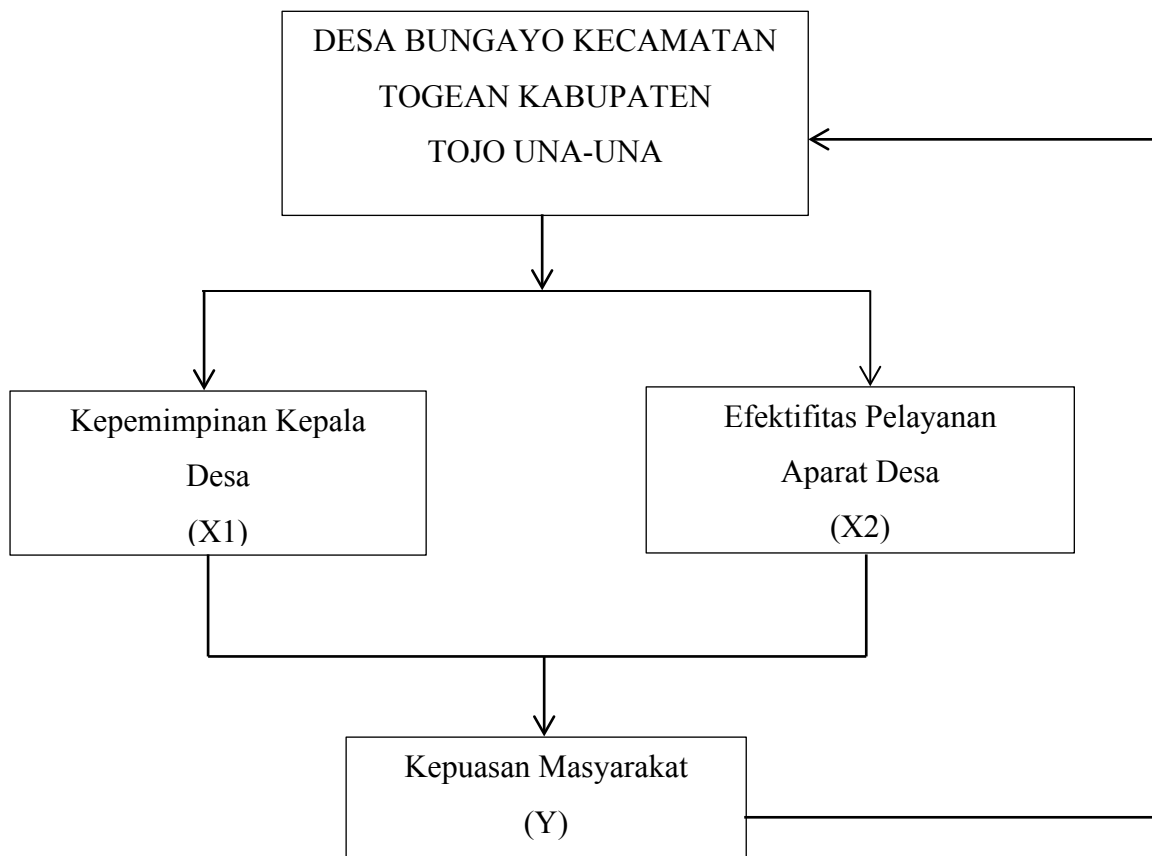 DESA BUNGAYO KECAMATAN
TOGEAN KABUPATEN
TOJO UNA-UNA
Kepemimpinan Kepala
Desa
(X1)
Efektifitas Pelayanan
Aparat Desa
(X2)
Kepuasan Masyarakat
(Y)